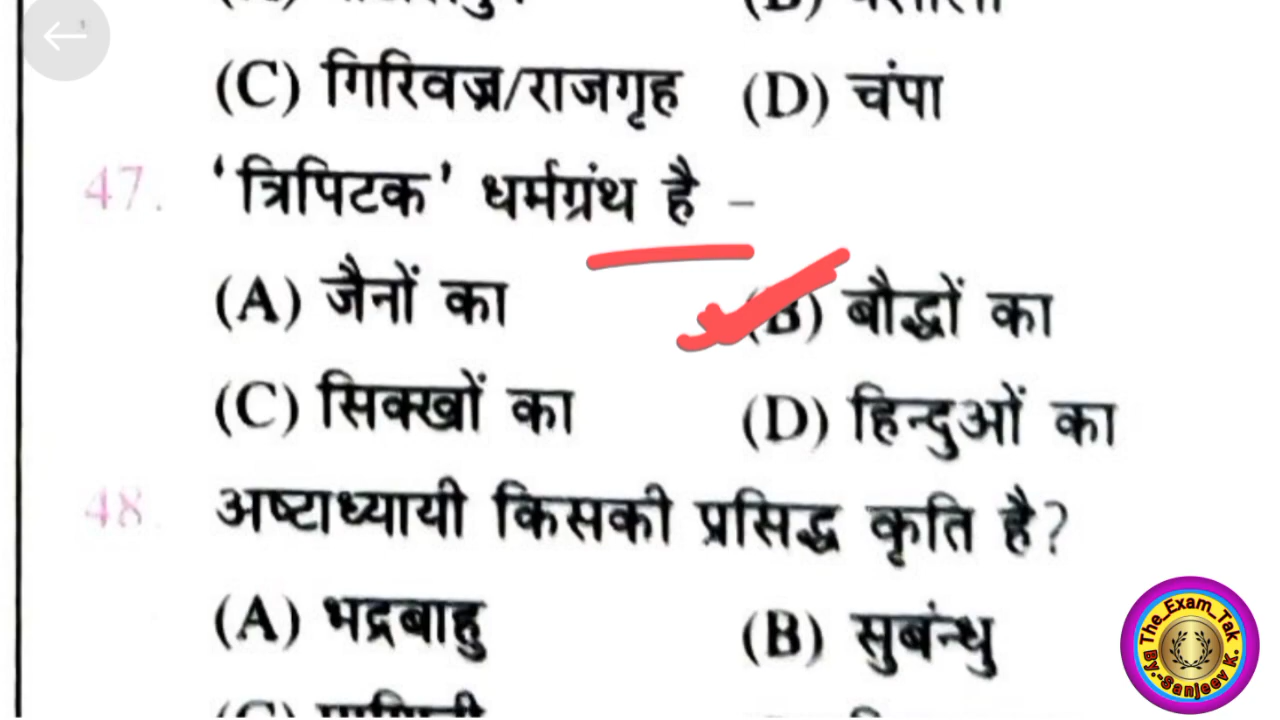 (C) गिरिवज्र/राजगृह (D) चंपा
47. 'त्रिपिटक' धर्मग्रंथ है –
(A) जैनों का (B) बौद्धों का
(C) सिक्खों का (D) हिन्दुओं का
48. अष्टाध्यायी किसकी प्रसिद्ध कृति है?
(A) भद्रबाहु (B) सुबंन्धु
The_Exam_Tak
By:-Sanjeev K.